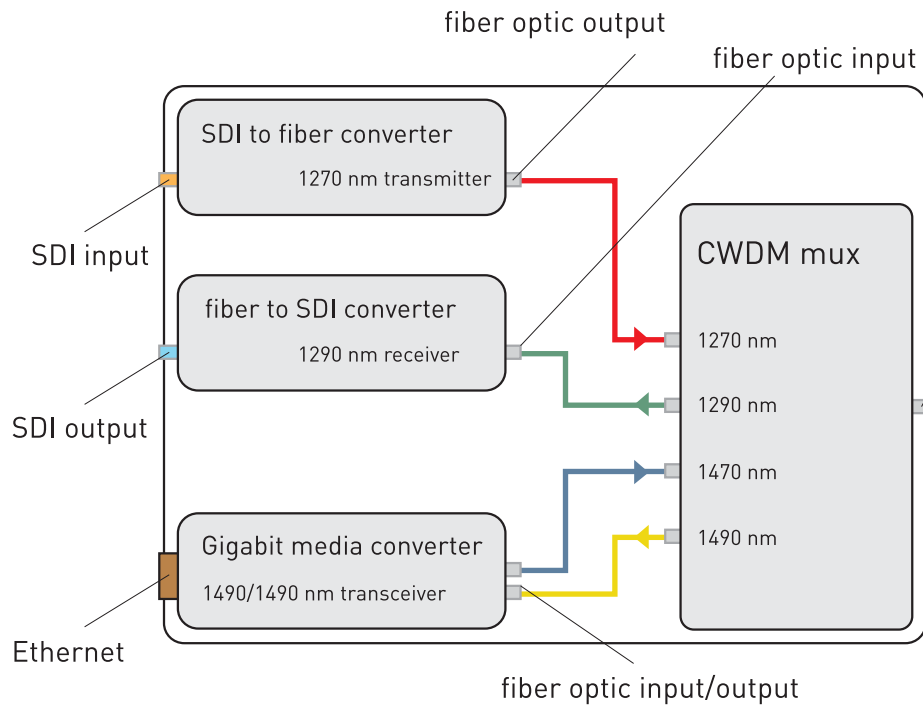 fiber optic output
fiber optic input
SDI to fiber converter
1270 nm transmitter
SDI input
CWDM mux
fiber to SDI converter
1290 nm receiver
1270 nm
1290 nm
SDI output
1470 nm
1490 nm
Gigabit media converter
1490/1490 nm transceiver
Ethernet
fiber optic input/output